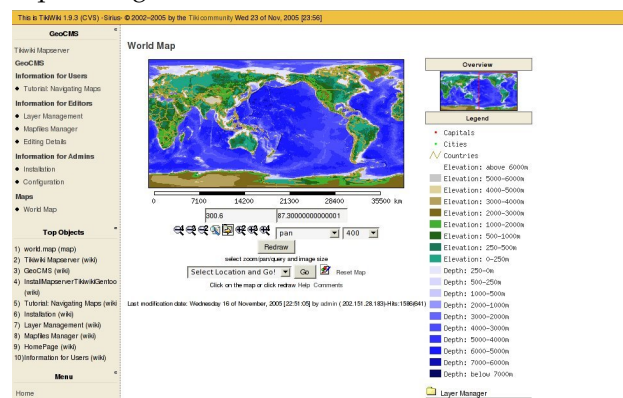 This is TikiWiki 1.9.3 (CVS) -Sirius- © 2002–2005 by the Tiki community Wed 23 of Nov, 2005 [23:56]
GeoCMS
Tikiwiki Mapserver
GeoCMS
Information for Users
Tutorial: Navigating Maps
Information for Editors
Layer Management
Mapfiles Manager
Editing Details
Information for Admins
Installation
Configuration
Maps
World Map
Top Objects
1) world.map (map)
2) Tikiwiki Mapserver (wiki)
3) GeoCMS (wiki)
4) InstallMapserverTikiwikiGentoo
(wiki)
5) Tutorial: Navigating Maps (wiki
6) Installation (wiki)
7) Layer Management (wiki)
8) Mapfiles Manager (wiki)
9) HomePage (wiki)
10)Information for Users (wiki)
Menu
Home
World Map
0 7100 14200 21300 28400 35500 km
300.6 87.3000000000001
pan 400
Redraw
select zoom/pan/query and image size
Select Location and Go! Go Reset Map
Click on the map or click redraw Help Comments
Last modification date: Wednesday 16 of November, 2005 [22:51:05] by admin ( 202.151.28.183)-Hits:1586(641)
Overview
Legend
Capitals
Cities
Countries
Elevation: above 6000m
Elevation: 5000-6000m
Elevation: 4000-5000m
Elevation: 3000-4000m
Elevation: 2000-3000m
Elevation: 1000-2000m
Elevation: 500-1000m
Elevation: 250-500m
Elevation: 0-250m
Depth: 250-0m
Depth: 500-250m
Depth: 1000-500m
Depth: 2000-1000m
Depth: 3000-2000m
Depth: 4000-3000m
Depth: 5000-4000m
Depth: 6000-5000m
Depth: 7000-6000m
Depth: below 7000m
Layer Manager